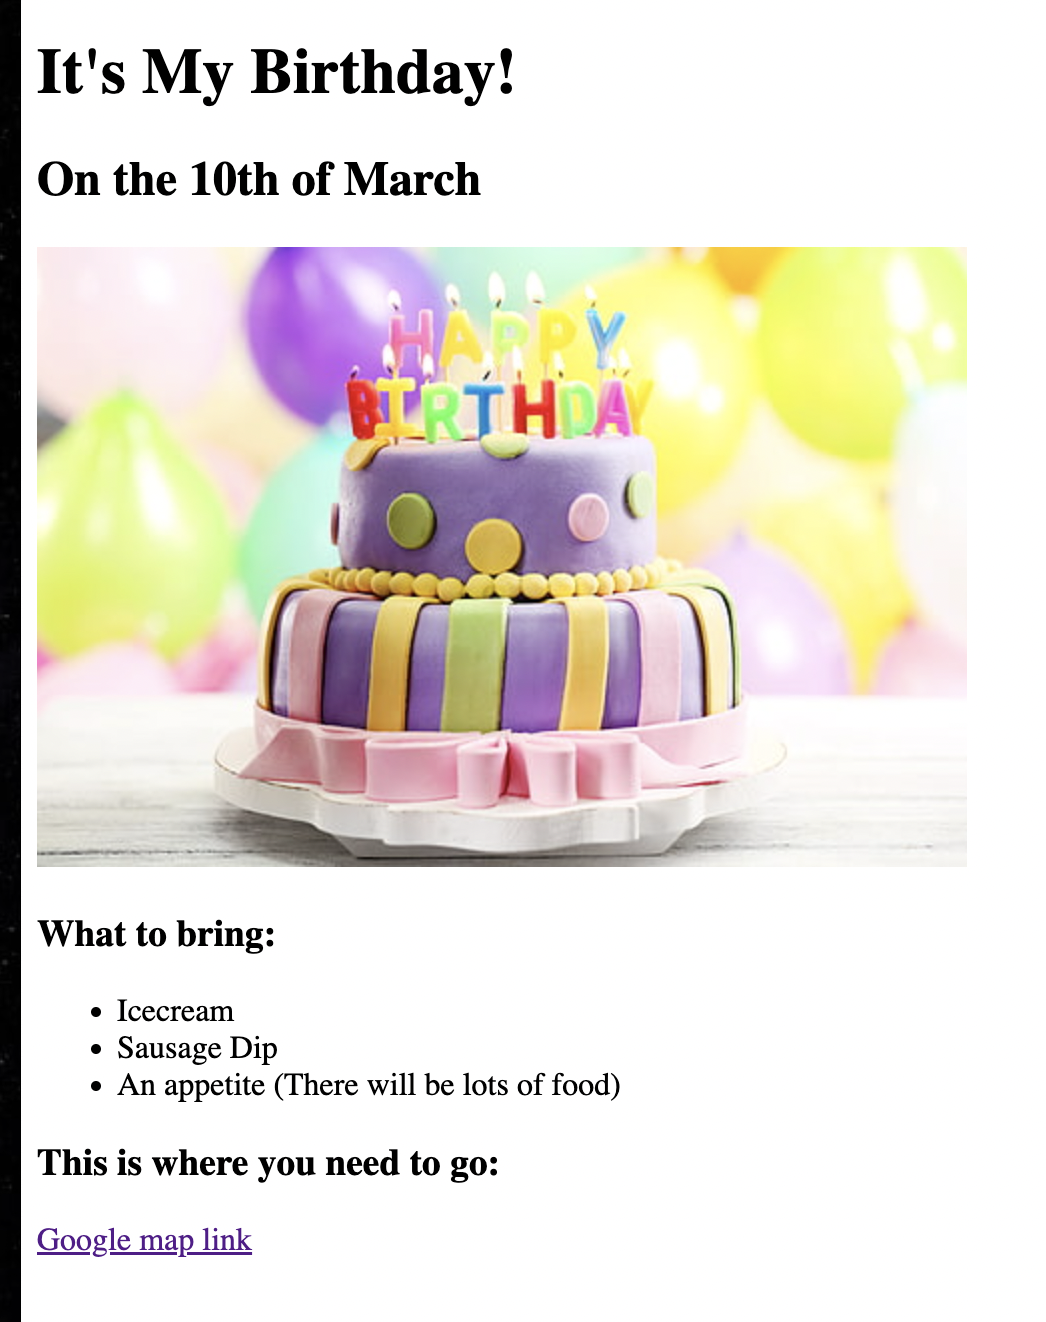 It's My Birthday!
On the 10th of March
HAPPY
BIRTHDAY
What to bring:
Icecream
Sausage Dip
An appetite (There will be lots of food)
This is where you need to go:
Google map link